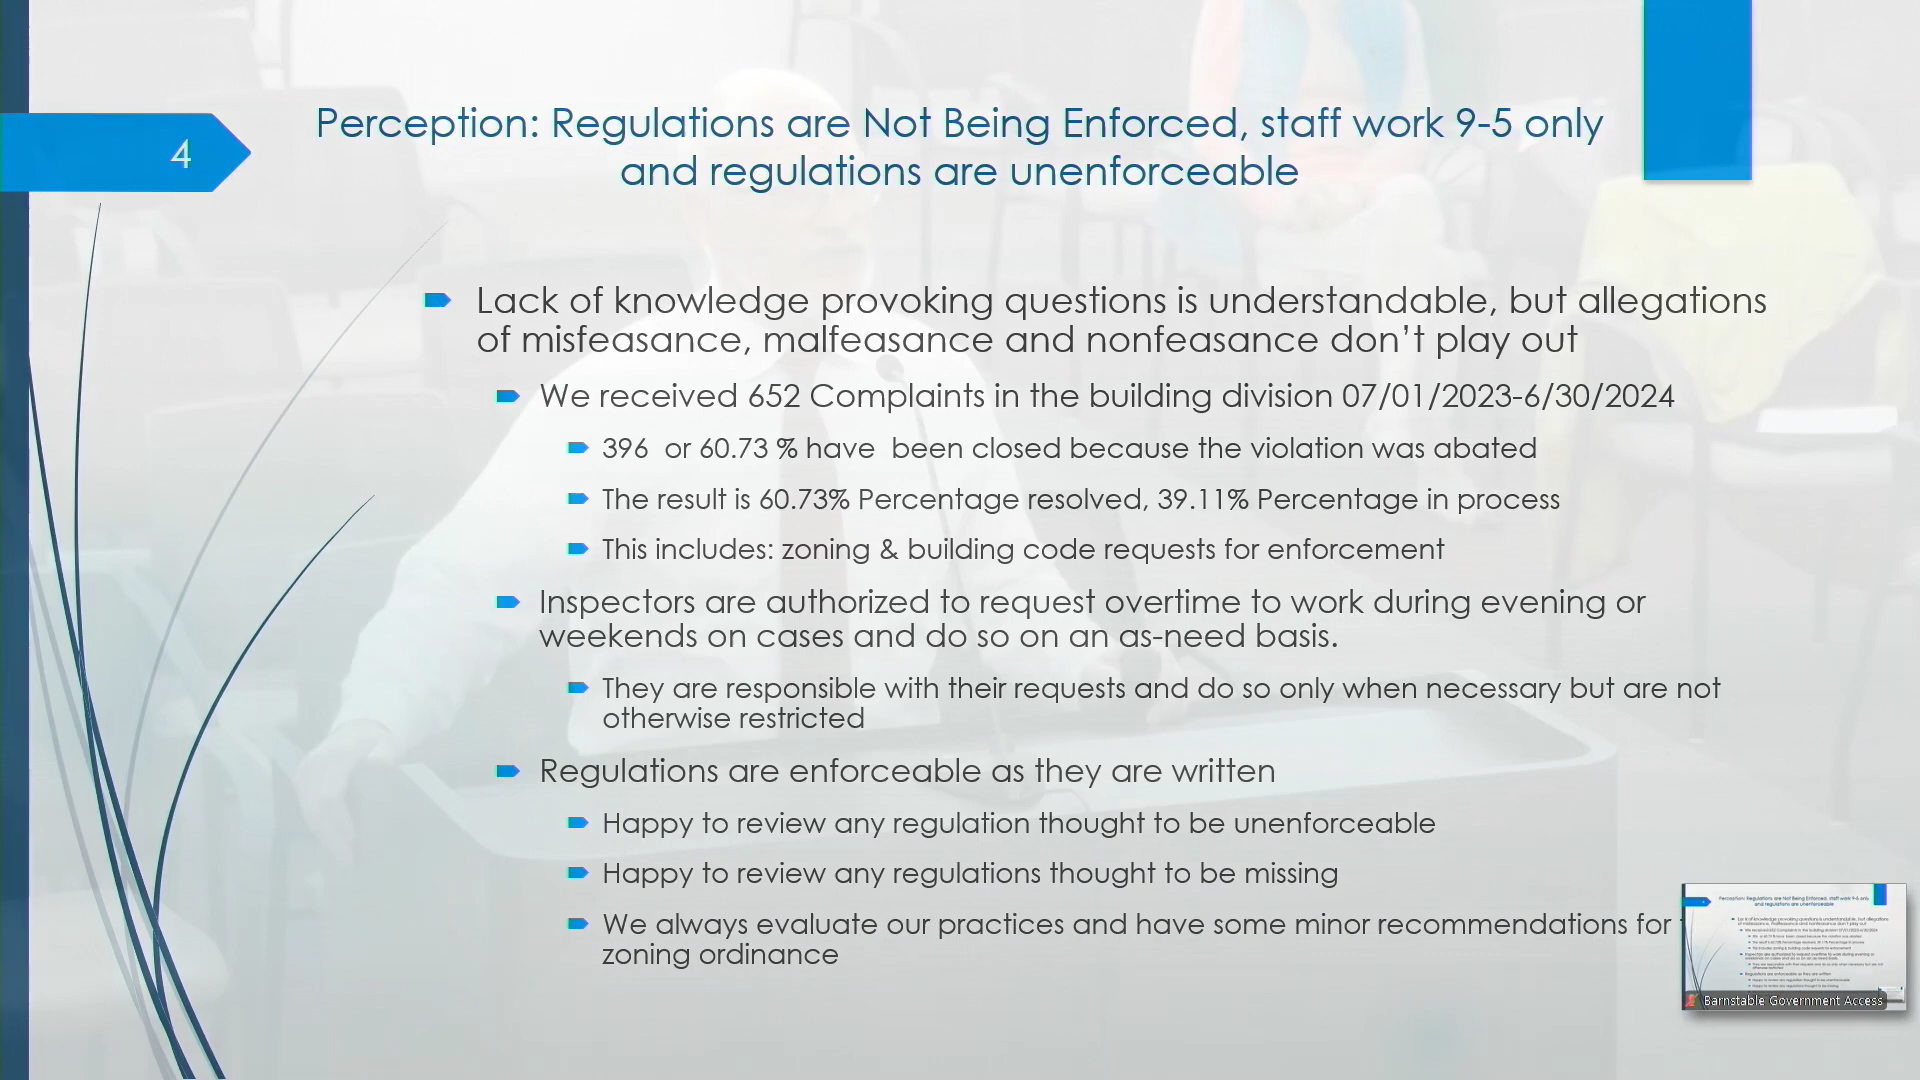 4
Perception: Regulations are Not Being Enforced, staff work 9-5 only
and regulations are unenforceable
Lack of knowledge provoking questions is understandable, but allegations
of misfeasance, malfeasance and nonfeasance don’t play out
We received 652 Complaints in the building division 07/01/2023-6/30/2024
396 or 60.73 % have been closed because the violation was abated
The result is 60.73% Percentage resolved, 39.11% Percentage in process
This includes: zoning & building code requests for enforcement
Inspectors are authorized to request overtime to work during evening or
weekends on cases and do so on an as-need basis.
They are responsible with their requests and do so only when necessary but are not
otherwise restricted
Regulations are enforceable as they are written
Happy to review any regulation thought to be unenforceable
Happy to review any regulations thought to be missing
We always evaluate our practices and have some minor recommendations for
zoning ordinance
Barnstable Government Access